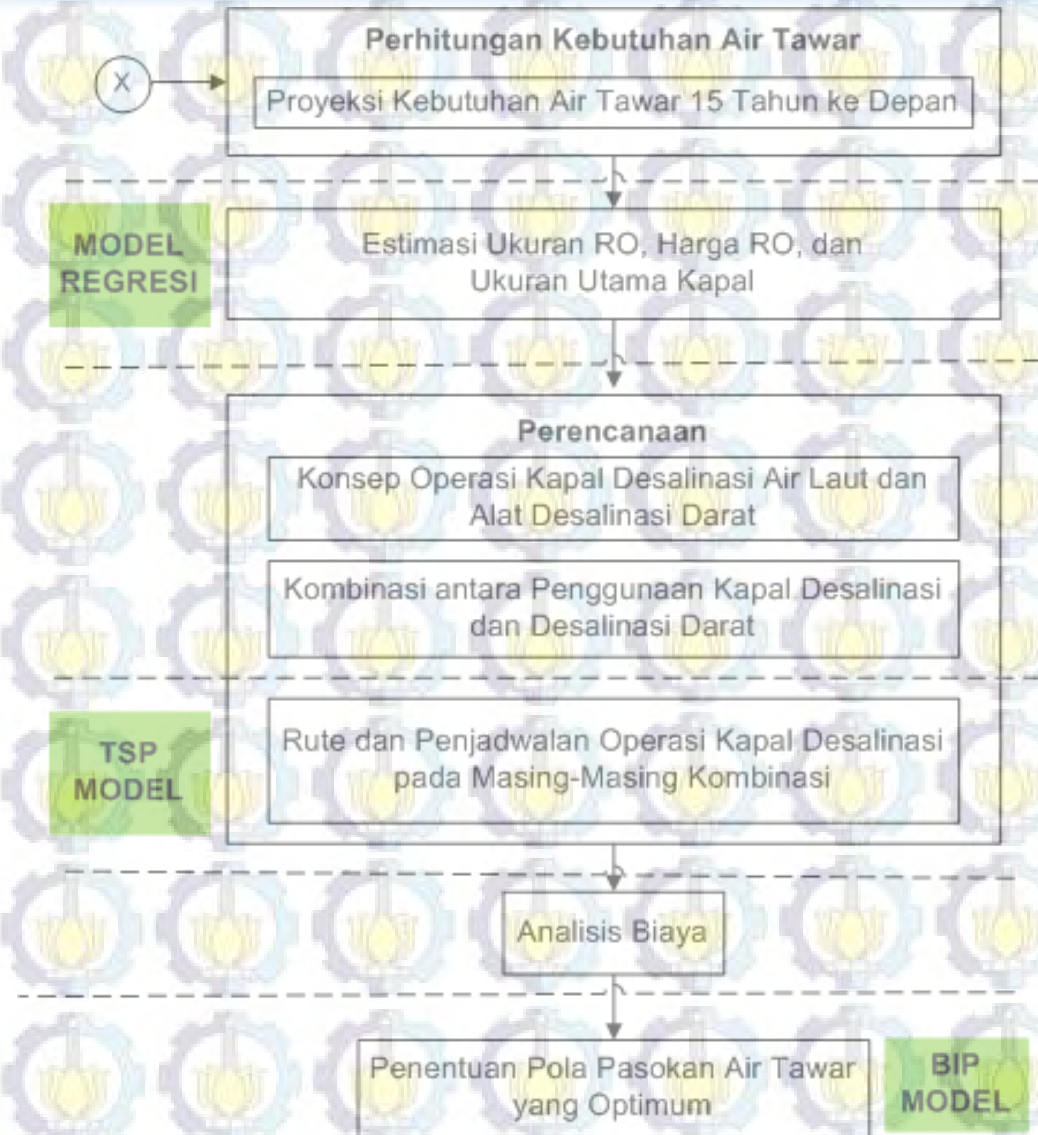 Perhitungan Kebutuhan Air Tawar
X
Proyeksi Kebutuhan Air Tawar 15 Tahun ke Depan
MODEL
REGRESI
Estimasi Ukuran RO, Harga RO, dan
Ukuran Utama Kapal
Perencanaan
Konsep Operasi Kapal Desalinasi Air Laut dan
Alat Desalinasi Darat
Kombinasi antara Penggunaan Kapal Desalinasi
dan Desalinasi Darat
TSP
MODEL
Rute dan Penjadwalan Operasi Kapal Desalinasi
pada Masing-Masing Kombinasi
Analisis Biaya
Penentuan Pola Pasokan Air Tawar
yang Optimum
BIP
MODEL